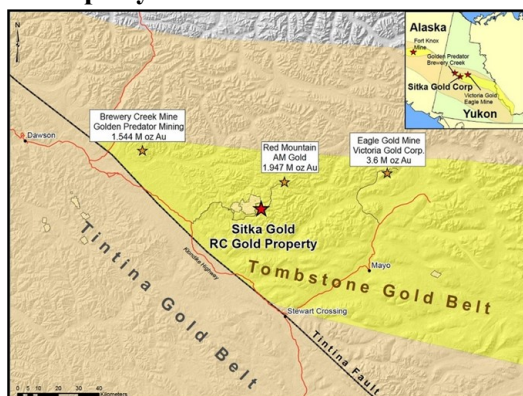 Alaska
Fort Knox
Mine
Golden Predator
Brewery Creek
Sitka Gold Corp
Victoria Gold
Eagle Mine
Yukon
Brewery Creek Mine
Golden Predator Mining
1.544 M oz Au
Dawson
Red Mountain
AM Gold
1.947 M oz Au
Eagle Gold Mine
Victoria Gold Corp.
3.6 M oz Au
Sitka Gold
RC Gold Property
Tintina Gold Belt
Klondike Highway
Tombstone Gold Belt
Mayo
Stewart Crossing
Tintina Fault
0 5 10 20 30 40
Kilometers